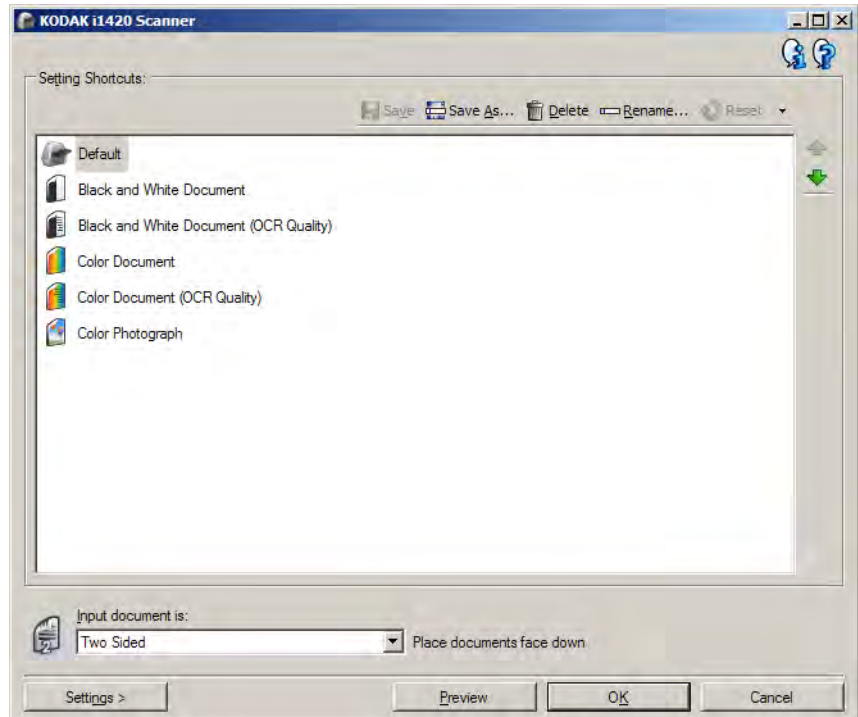 KODAK i1420 Scanner
Setting Shortcuts:
Save Save As... Delete Rename... Reset
Default
Black and White Document
Black and White Document (OCR Quality)
Color Document
Color Document (OCR Quality)
Color Photograph
Input document is:
Two Sided Place documents face down
Settings > Preview OK Cancel